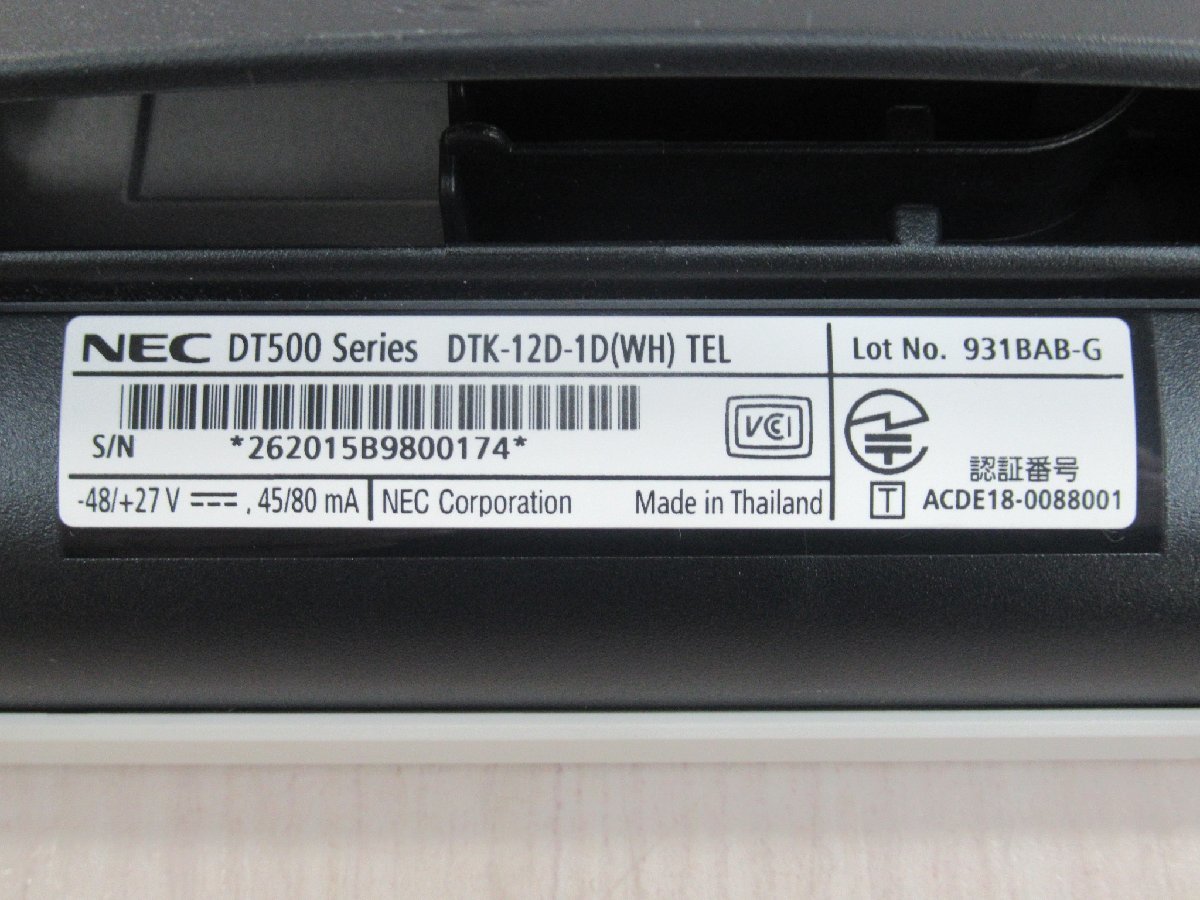 NEC DT500 Series DTK-12D-1D(WH) TEL
Lot No. 931BAB-G
S/N *262015B9800174*
VCCI
-48/+27 V ⎓, 45/80 mA
NEC Corporation
Made in Thailand
認証番号
T ACDE18-0088001